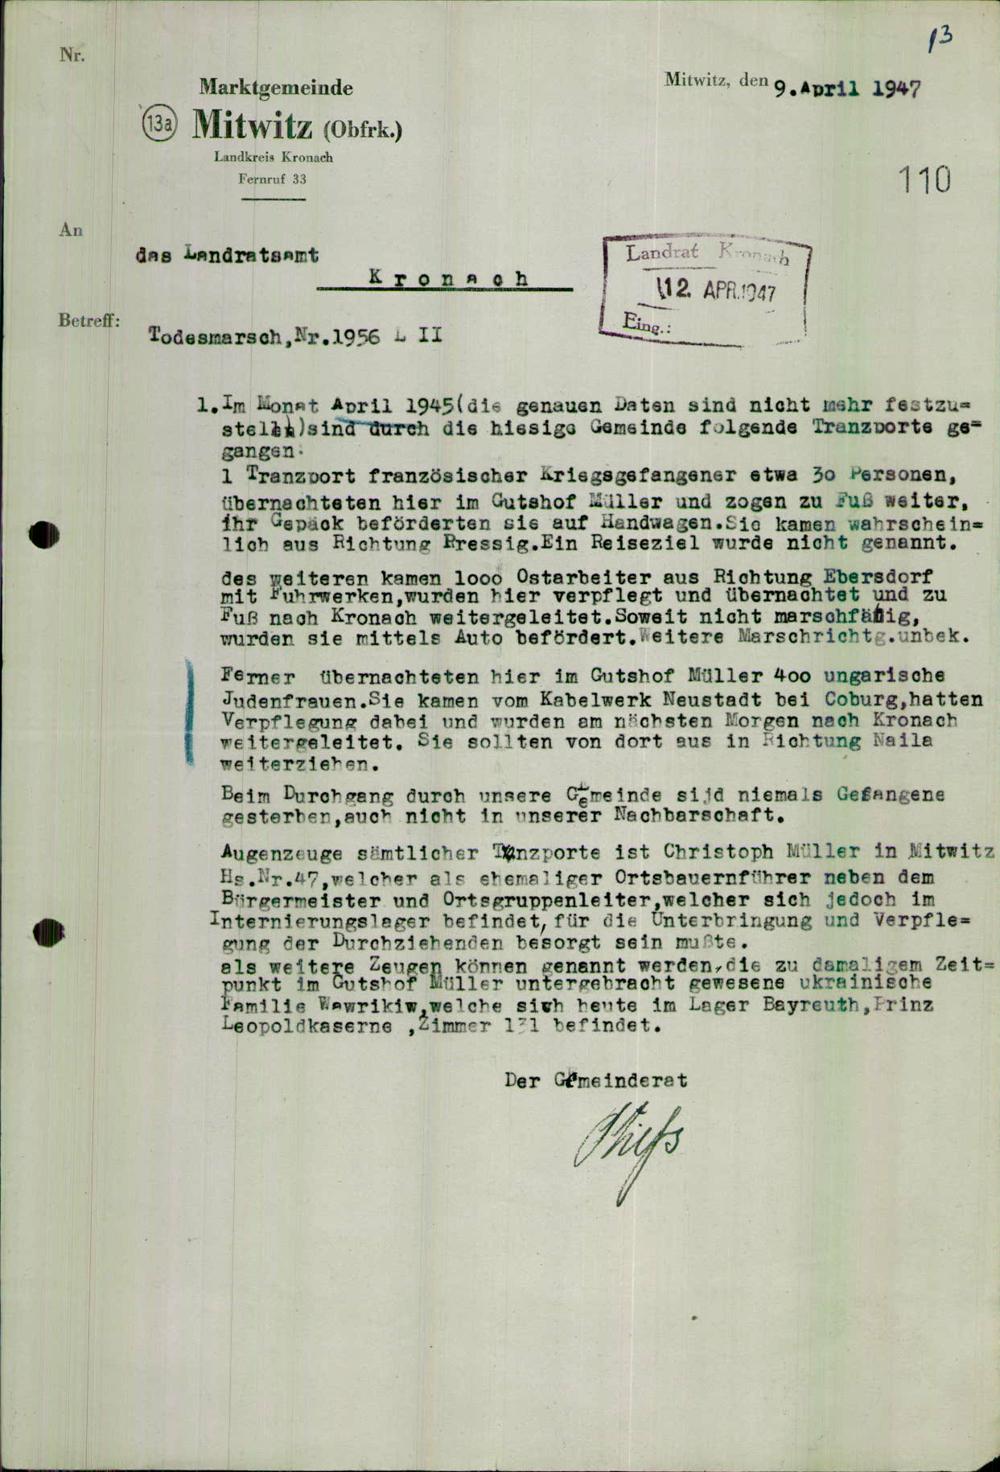 13
Nr.
Marktgemeinde
Mitwitz, den 9.April 1947
13a Mitwitz (Obfrk.)
Landkreis Kronach
Fernruf 33
110
An
das Landratsamt
Kronach
Landrat Kronach
12. APR.1947
Eing.:
Betreff:
Todesmarsch,Nr.1956 L II
1.Im Monat April 1945(die genauen Daten sind nicht mehr festzu=
stellen)sind durch die hiesige Gemeinde folgende Tranzporte ge=
gangen.
1 Tranzport französischer Kriegsgefangener etwa 30 Personen,
übernachteten hier im Gutshof Müller und zogen zu Fuß weiter,
ihr Gepäck beförderten sie auf Handwagen.Sie kamen wahrschein=
lich aus Richtung Pressig.Ein Reiseziel wurde nicht genannt.
des weiteren kamen 1000 Ostarbeiter aus Richtung Ebersdorf
mit Fuhrwerken,wurden hier verpflegt und übernachtet und zu
Fuß nach Kronach weitergeleitet.Soweit nicht marschfähig,
wurden sie mittels Auto befördert.Weitere Marschrichtg.unbek.
Ferner übernachteten hier im Gutshof Müller 400 ungarische
Judenfrauen.Sie kamen vom Kabelwerk Neustadt bei Coburg,hatten
Verpflegung dabei und wurden am nächsten Morgen nach Kronach
weitergeleitet. Sie sollten von dort aus in Richtung Naila
weiterziehen.
Beim Durchgang durch unsere Gemeinde sijd niemals Gefangene
gestorben,auch nicht in unserer Nachbarschaft.
Augenzeuge sämtlicher Tranzporte ist Christoph Müller in Mitwitz
Hs.Nr.47,welcher als ehemaliger Ortsbauernführer neben dem
Bürgermeister und Ortsgruppenleiter,welcher sich jedoch im
Internierungslager befindet,für die Unterbringung und Verpfle=
gung der Durchziehenden besorgt sein mußte.
als weitere Zeugen können genannt werden,die zu damaligem Zeit=
punkt im Gutshof Müller untergebracht gewesene ukrainische
Familie Wawrikiw,welche sich heute im Lager Bayreuth,Prinz
Leopoldkaserne ,Zimmer 131 befindet.
Der Gemeinderat